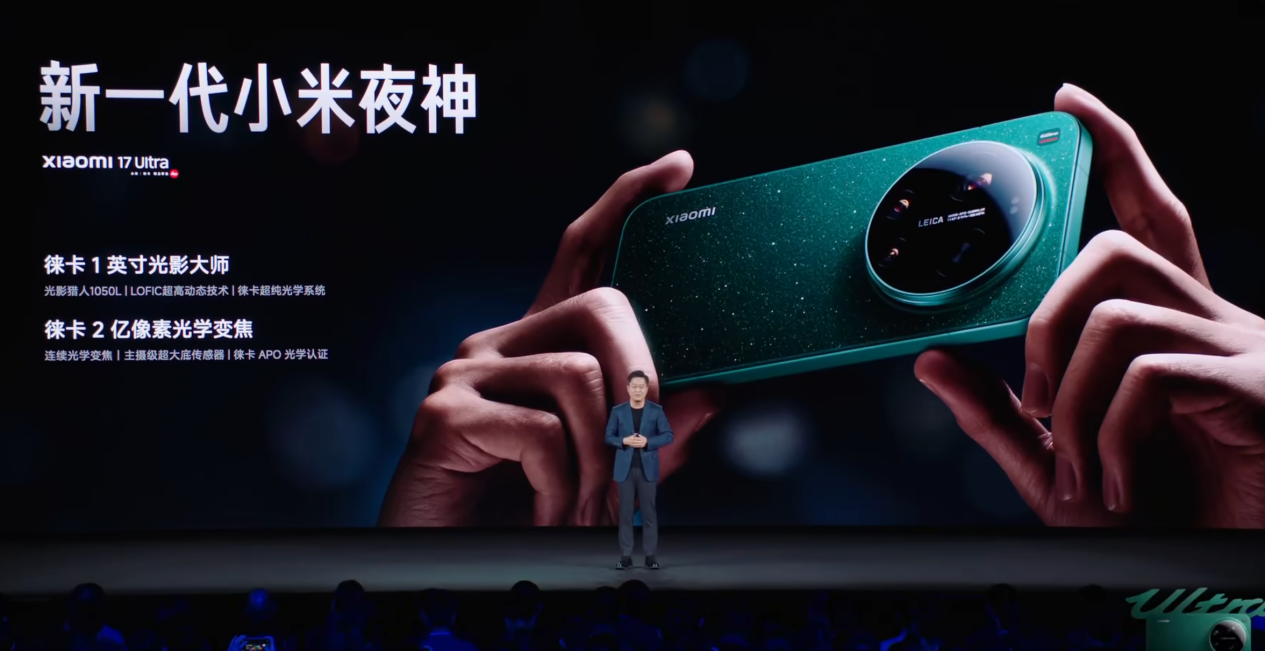 新一代小米夜神
xiaomi 17 Ultra
徕卡 1 英寸光影大师
光影猎人1050L | LOFIC超高动态技术 | 徕卡超纯光学系统
徕卡 2 亿像素光学变焦
连续光学变焦 | 主摄级超大底传感器 | 徕卡 APO 光学认证
xiaomi
LEICA
Ultra